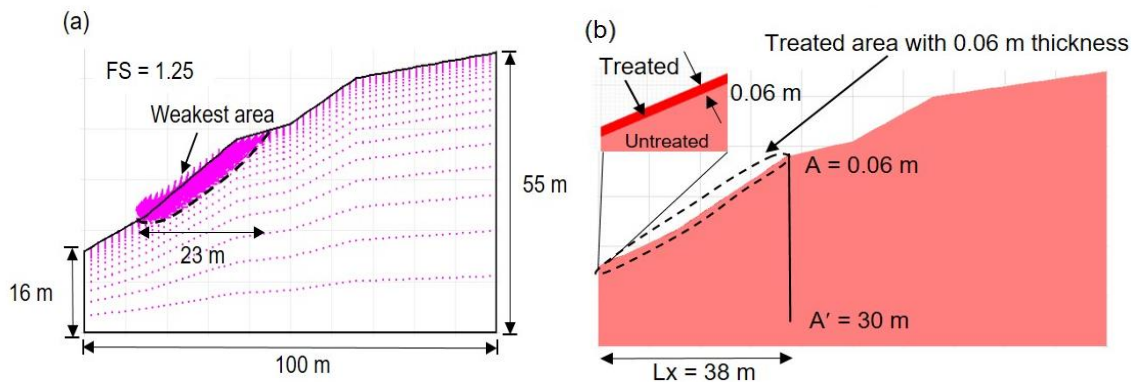 (a)
FS = 1.25
Weakest area
23 m
16 m
55 m
100 m
(b)
Treated area with 0.06 m thickness
Treated
0.06 m
Untreated
A = 0.06 m
A′ = 30 m
Lx = 38 m